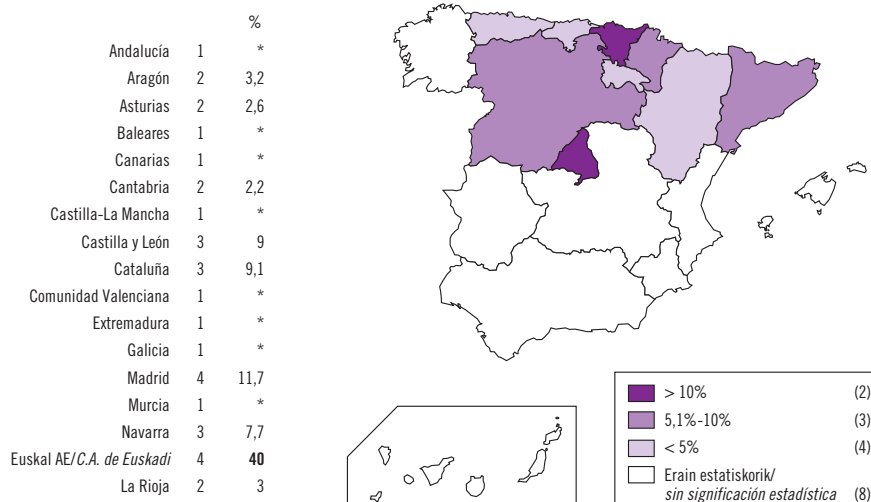 %
Andalucía 1 *
Aragón 2 3,2
Asturias 2 2,6
Baleares 1 *
Canarias 1 *
Cantabria 2 2,2
Castilla-La Mancha 1 *
Castilla y León 3 9
Cataluña 3 9,1
Comunidad Valenciana 1 *
Extremadura 1 *
Galicia 1 *
Madrid 4 11,7
Murcia 1 *
Navarra 3 7,7
Euskal AE/C.A. de Euskadi 4 40
La Rioja 2 3
> 10% (2)
5,1%-10% (3)
< 5% (4)
Erain estatiskorik/
sin significación estadística (8)